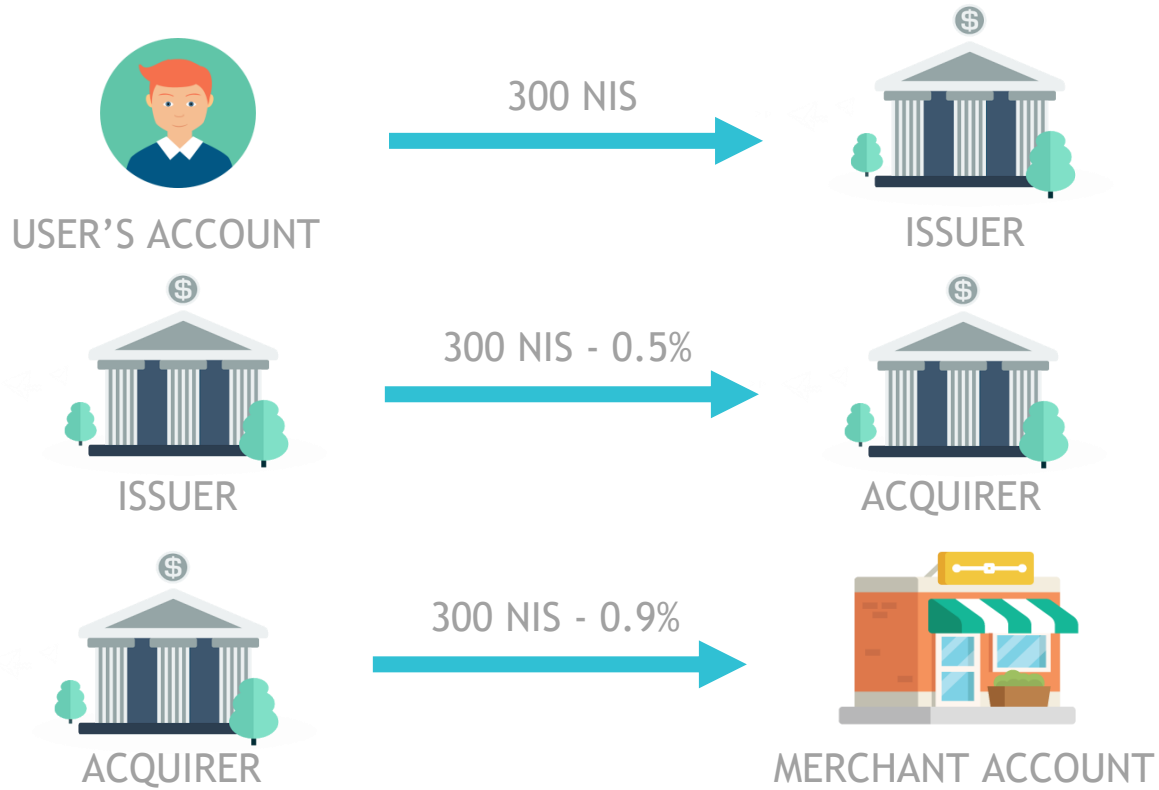 $
300 NIS
USER’S ACCOUNT
ISSUER
$
$
300 NIS - 0.5%
ISSUER
ACQUIRER
$
300 NIS - 0.9%
ACQUIRER
MERCHANT ACCOUNT